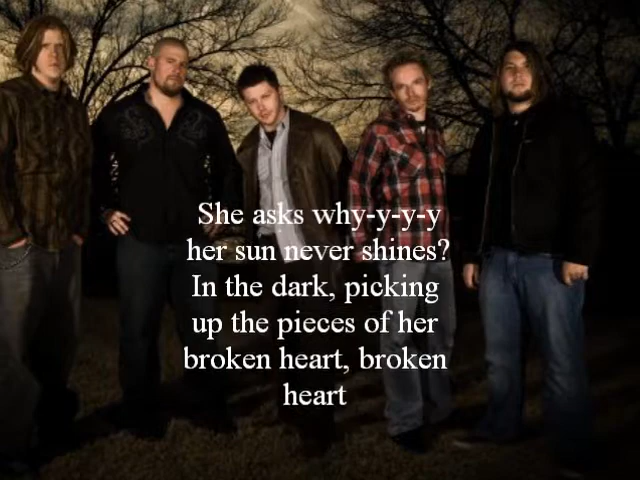 She asks why-y-y-y
her sun never shines?
In the dark, picking
up the pieces of her
broken heart, broken
heart